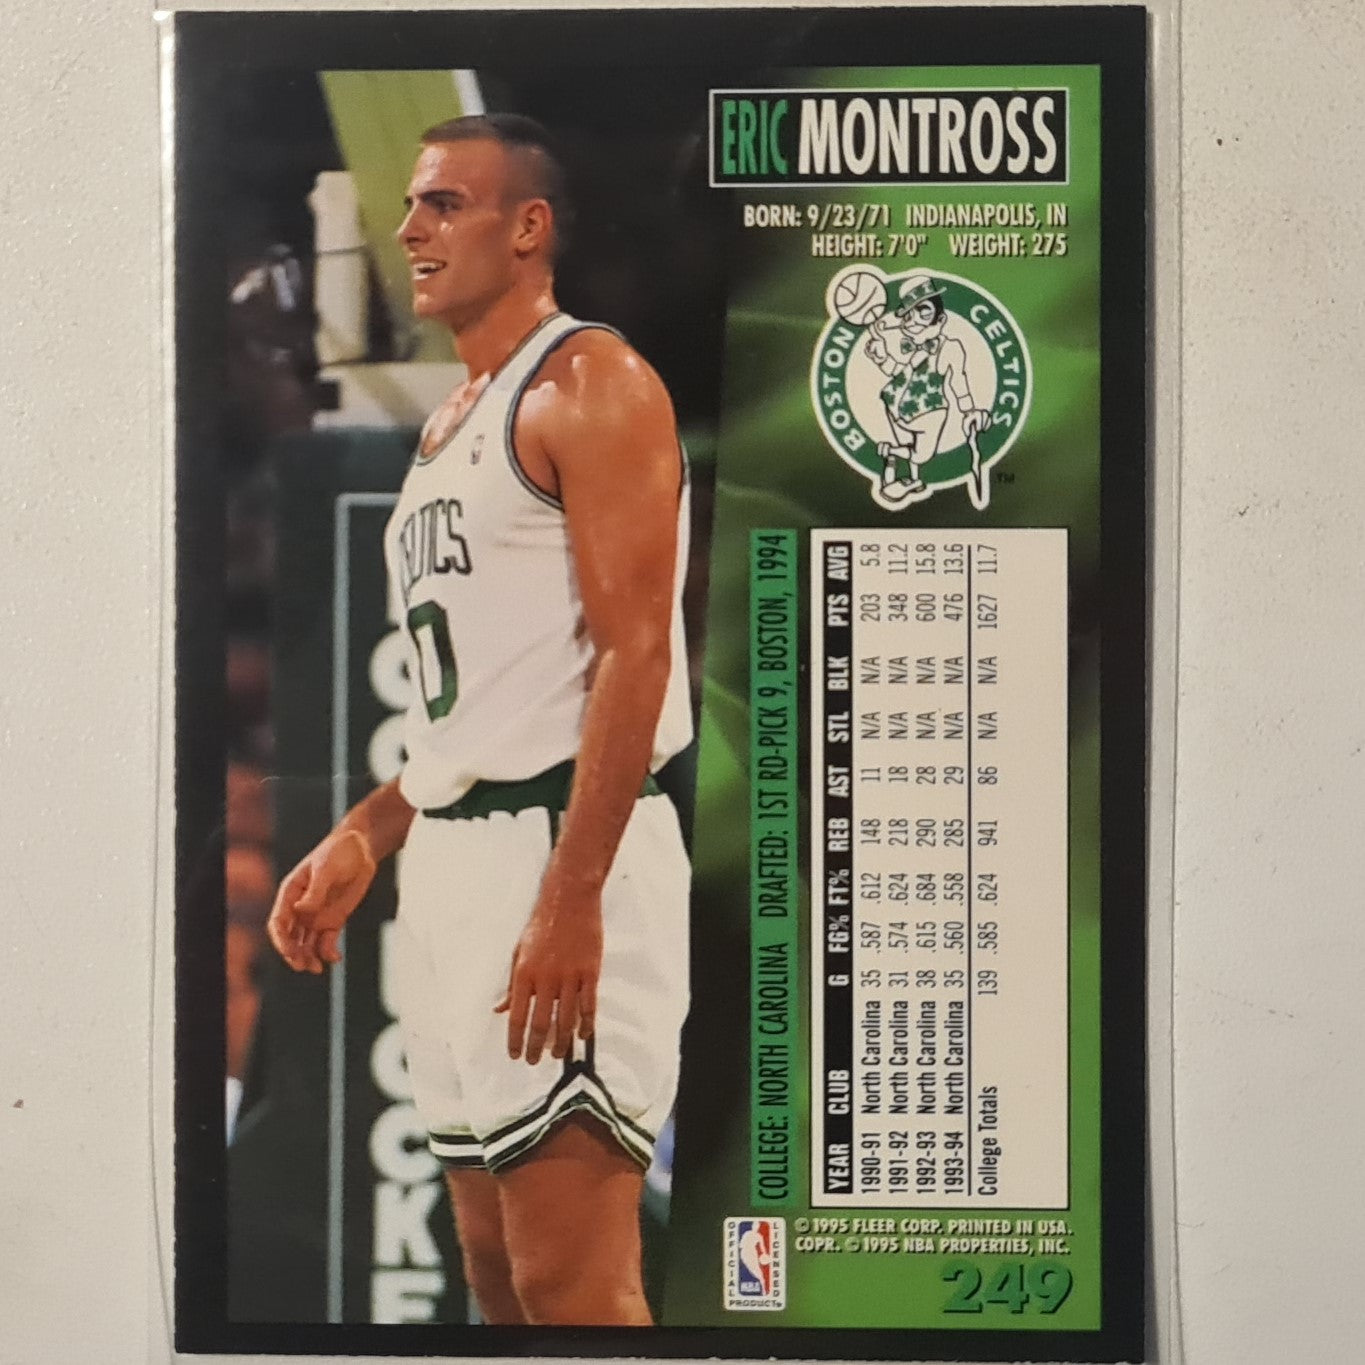 ERIC MONTROSS
BORN: 9/23/71 INDIANAPOLIS, IN
HEIGHT: 7'0" WEIGHT: 275
BOSTON CELTICS
TM
COLLEGE: NORTH CAROLINA DRAFTED: 1ST RD-PICK 9, BOSTON, 1994
YEAR CLUB G FG% FT% REB AST STL BLK PTS AVG
1990-91 North Carolina 35 .587 .612 148 11 N/A N/A 203 5.8
1991-92 North Carolina 31 .574 .624 218 18 N/A N/A 348 11.2
1992-93 North Carolina 38 .615 .684 290 28 N/A N/A 600 15.8
1993-94 North Carolina 35 .560 .558 285 29 N/A N/A 476 13.6
College Totals 139 .585 .624 941 86 N/A N/A 1627 11.7
OFFICIAL LICENSED
NBA
PRODUCT
© 1995 FLEER CORP. PRINTED IN USA.
COPR. © 1995 NBA PROPERTIES, INC.
249